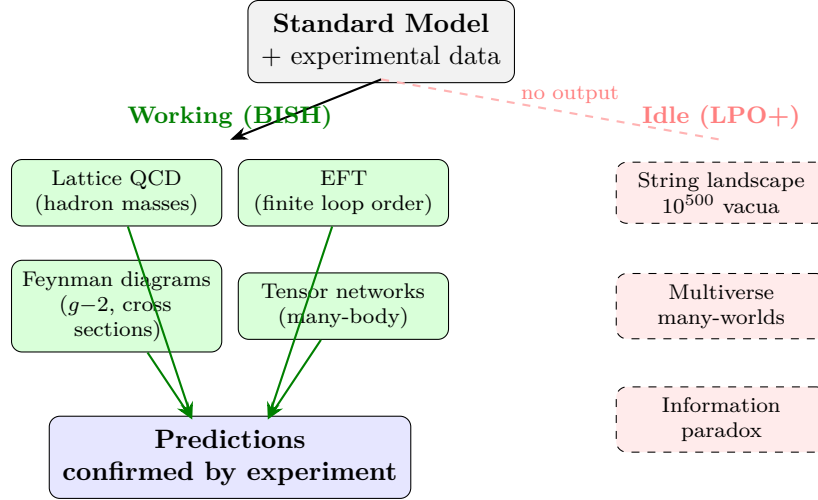 Standard Model
+ experimental data
no output
Working (BISH)
Idle (LPO+)
Lattice QCD
(hadron masses)
EFT
(finite loop order)
String landscape
10^500 vacua
Feynman diagrams
(g−2, cross
sections)
Tensor networks
(many-body)
Multiverse
many-worlds
Information
paradox
Predictions
confirmed by experiment